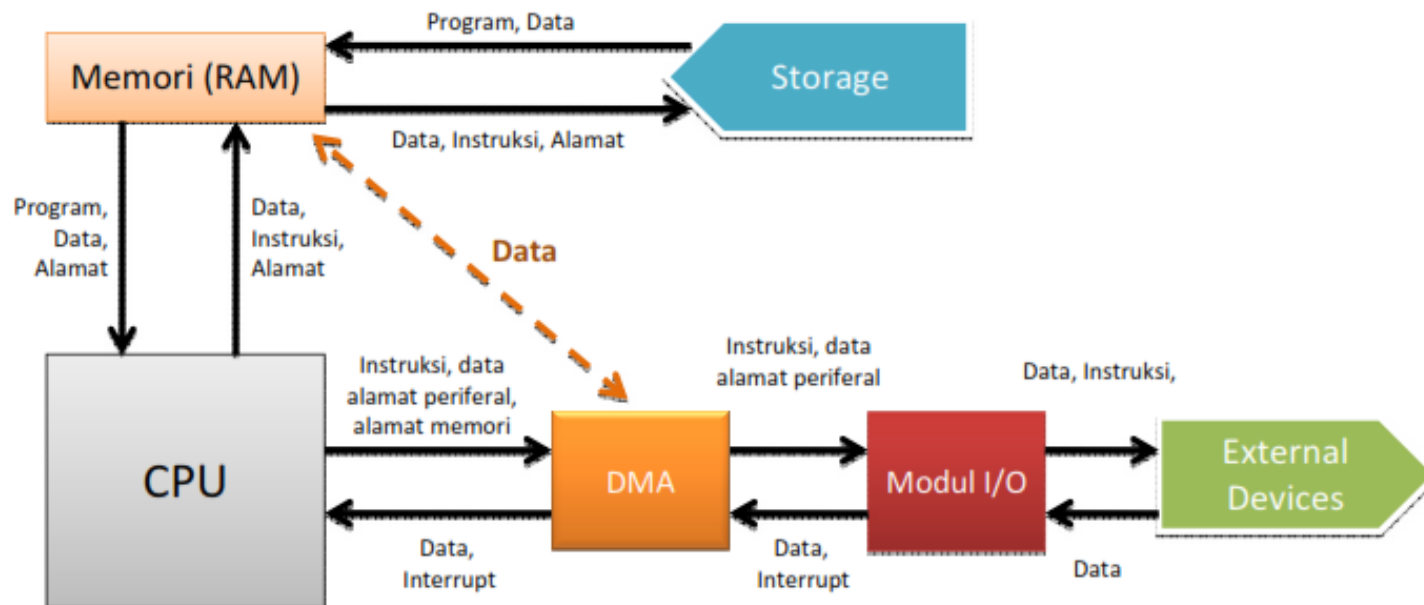 Program, Data
Memori (RAM)
Storage
Data, Instruksi, Alamat
Program,
Data,
Alamat
Data,
Instruksi,
Alamat
Data
Instruksi, data
alamat periferal,
alamat memori
Instruksi, data
alamat periferal
Data, Instruksi,
CPU
DMA
Modul I/O
External
Devices
Data,
Interrupt
Data,
Interrupt
Data